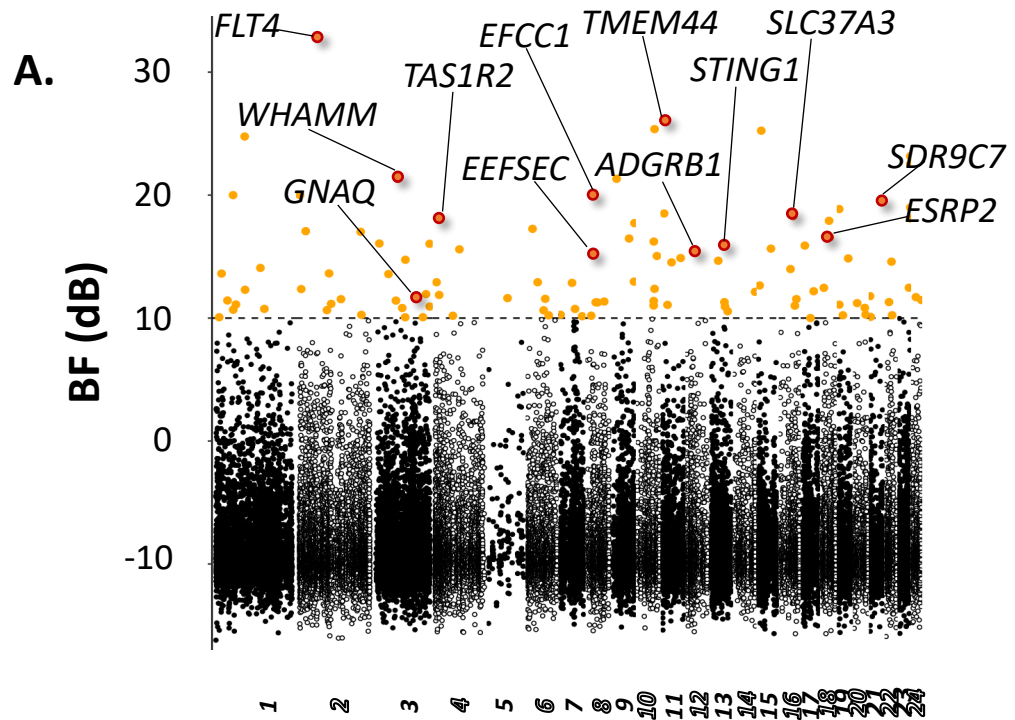 A.
FLT4
WHAMM
GNAQ
TAS1R2
EFCC1
EEFSEC
TMEM44
ADGRB1
STING1
SLC37A3
SDR9C7
ESRP2
BF (dB)
30
20
10
0
-10
1 2 3 4 5 6 7 8 9 10 11 12 13 14 15 16 17 18 19 20 21 22 23 24